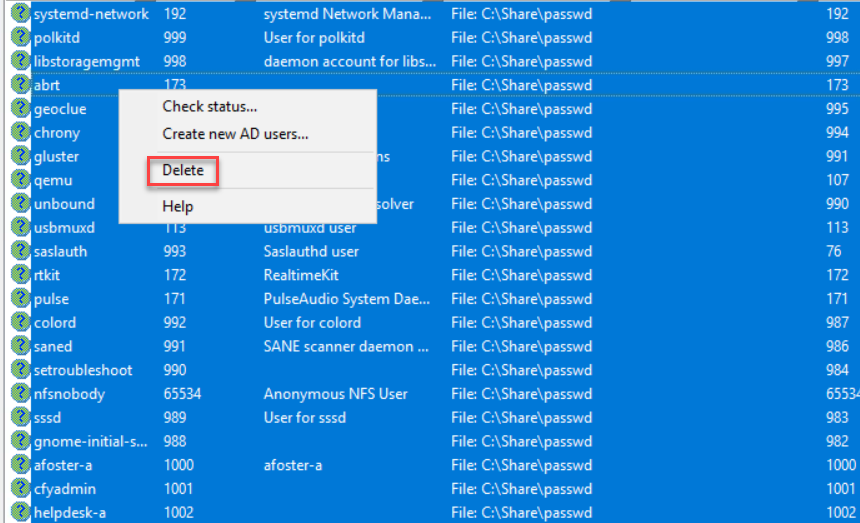 systemd-network 192 systemd Network Mana... File: C:\Share\passwd 192
polkitd 999 User for polkitd File: C:\Share\passwd 998
libstoragemgmt 998 daemon account for libs... File: C:\Share\passwd 997
abrt 173 File: C:\Share\passwd 173
geoclue File: C:\Share\passwd 995
Check status...
chrony File: C:\Share\passwd 994
Create new AD users...
gluster ns File: C:\Share\passwd 991
Delete
qemu File: C:\Share\passwd 107
unbound solver File: C:\Share\passwd 990
Help
usbmuxd 113 usbmuxd user File: C:\Share\passwd 113
saslauth 993 Saslauthd user File: C:\Share\passwd 76
rtkit 172 RealtimeKit File: C:\Share\passwd 172
pulse 171 PulseAudio System Dae... File: C:\Share\passwd 171
colord 992 User for colord File: C:\Share\passwd 987
saned 991 SANE scanner daemon ... File: C:\Share\passwd 986
setroubleshoot 990 File: C:\Share\passwd 984
nfsnobody 65534 Anonymous NFS User File: C:\Share\passwd 65534
sssd 989 User for sssd File: C:\Share\passwd 983
gnome-initial-s... 988 File: C:\Share\passwd 982
afoster-a 1000 afoster-a File: C:\Share\passwd 1000
cfyadmin 1001 File: C:\Share\passwd 1001
helpdesk-a 1002 File: C:\Share\passwd 1002